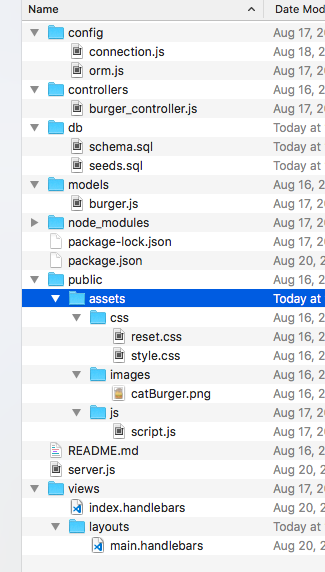 Name Date Mod
config Aug 17, 20
connection.js Aug 18, 20
orm.js Aug 17, 20
controllers Aug 16, 20
burger_controller.js Aug 17, 20
db Today at
schema.sql Today at
seeds.sql Today at
models Aug 16, 20
burger.js Aug 17, 20
node_modules Aug 17, 20
package-lock.json Aug 17, 20
package.json Aug 20, 2
public Aug 16, 20
assets Today at
css Aug 16, 20
reset.css Aug 16, 20
style.css Aug 16, 20
images Aug 16, 20
catBurger.png Aug 16, 20
js Aug 17, 20
script.js Aug 17, 20
README.md Aug 16, 20
server.js Aug 20, 2
views Aug 17, 20
index.handlebars Aug 20, 2
layouts Today at
main.handlebars Aug 20, 2